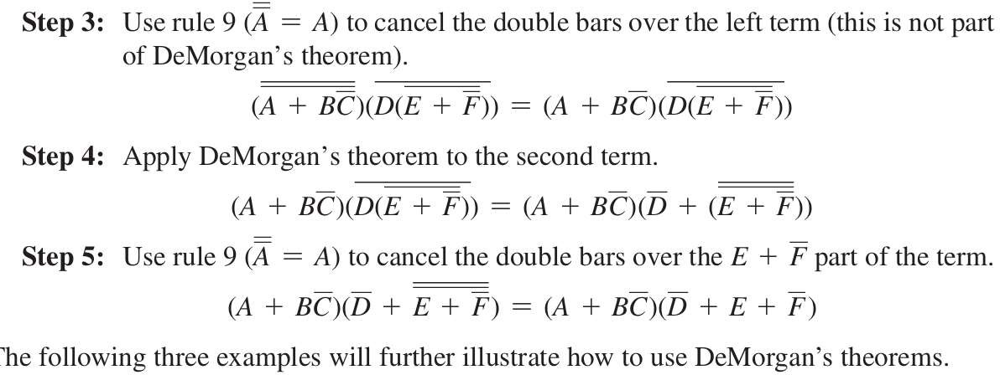 Step 3: Use rule 9 ($\overline{\overline{A}} = A$) to cancel the double bars over the left term (this is not part
of DeMorgan's theorem).
$(\overline{\overline{A + B\overline{C}}})(\overline{D(\overline{E + \overline{F}})}) = (A + B\overline{C})(\overline{D(\overline{E + \overline{F}})})$
Step 4: Apply DeMorgan's theorem to the second term.
$(A + B\overline{C})(\overline{D(\overline{E + \overline{F}})}) = (A + B\overline{C})(\overline{D} + (\overline{\overline{E + \overline{F}}}))$
Step 5: Use rule 9 ($\overline{\overline{A}} = A$) to cancel the double bars over the $E + \overline{F}$ part of the term.
$(A + B\overline{C})(\overline{D} + \overline{\overline{E + \overline{F}}}) = (A + B\overline{C})(\overline{D} + E + \overline{F})$
The following three examples will further illustrate how to use DeMorgan's theorems.